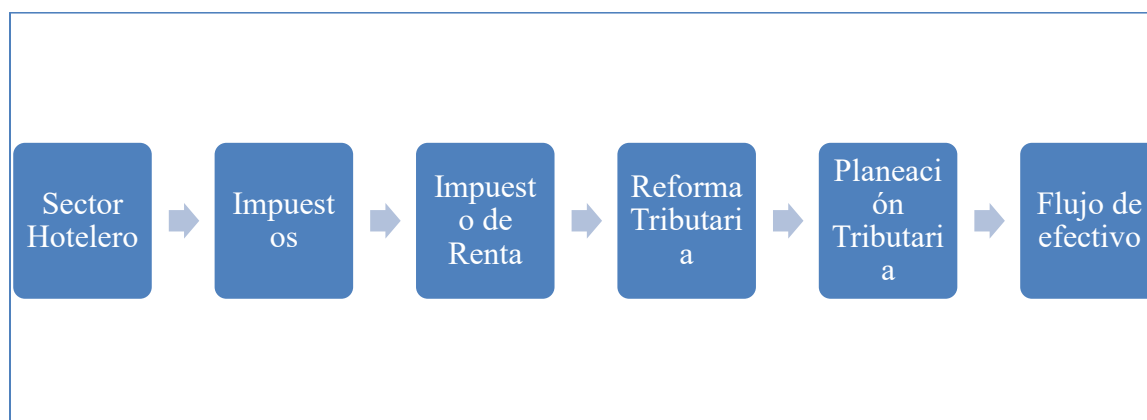 Sector
Hotelero
Impuest
os
Impuest
o de
Renta
Reforma
Tributari
a
Planeaci
ón
Tributari
a
Flujo de
efectivo